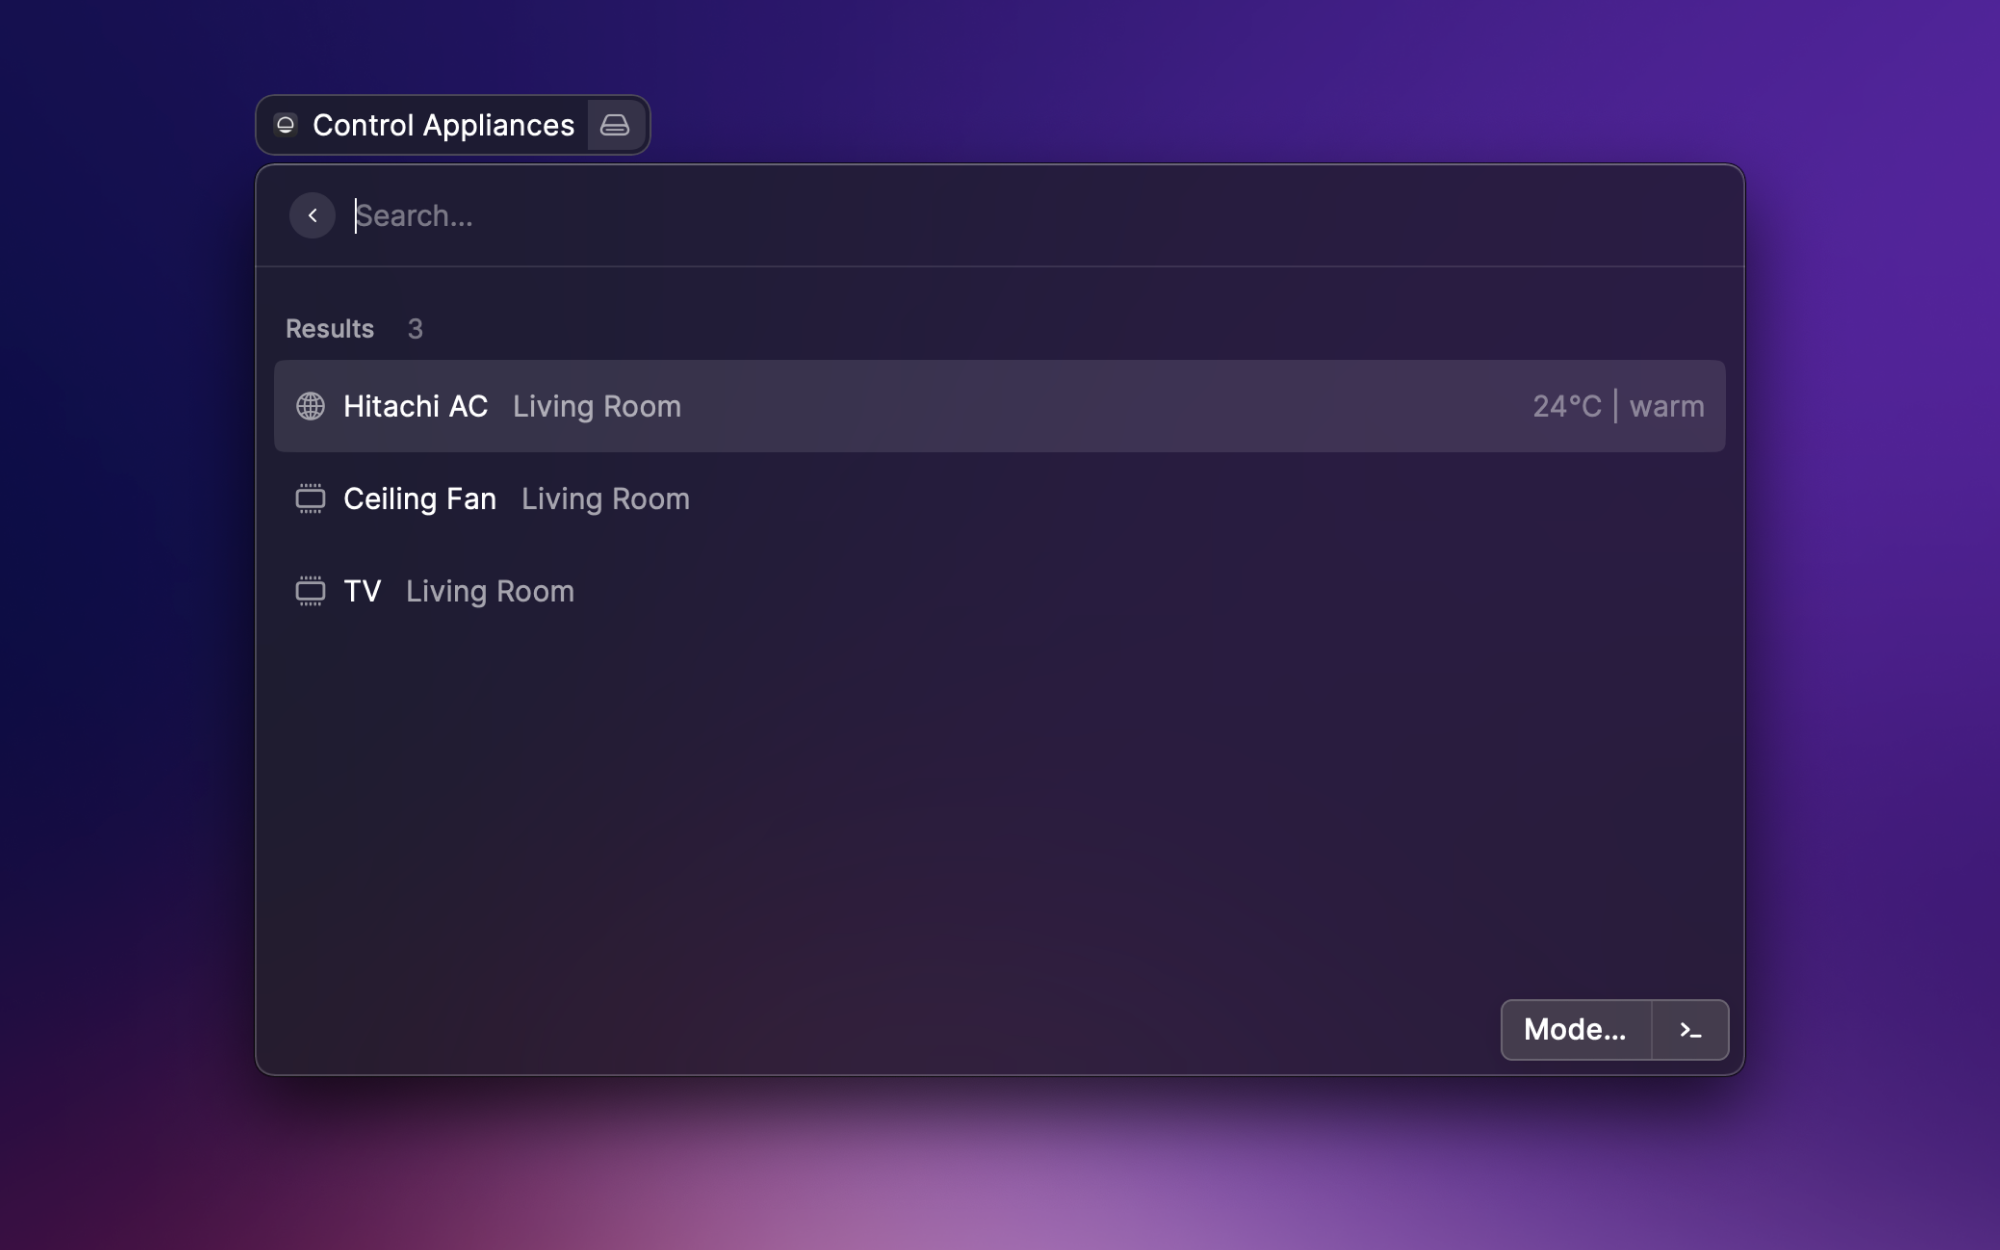 Control Appliances
Search...
Results 3
Hitachi AC Living Room 24°C | warm
Ceiling Fan Living Room
TV Living Room
Mode...